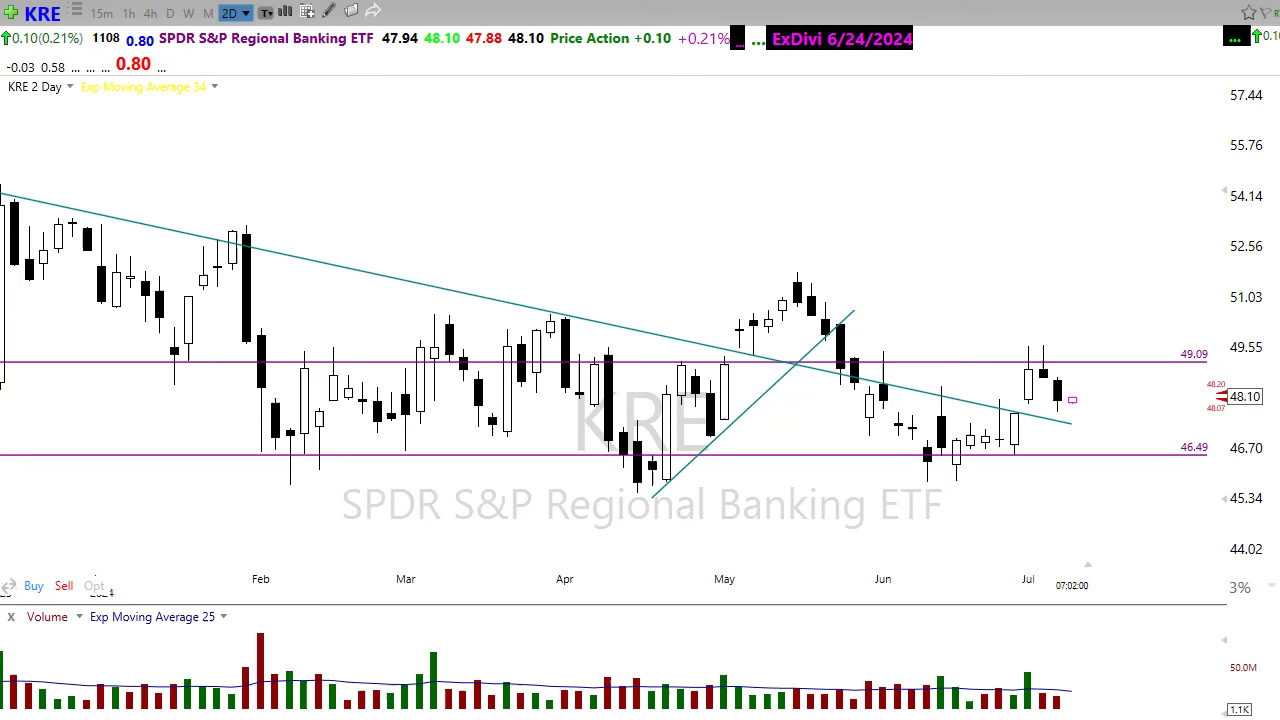 KRE 15m 1h 4h D W M 2D
0.10(0.21%) 1108 0.80 SPDR S&P Regional Banking ETF 47.94 48.10 47.88 48.10 Price Action +0.10 +0.21% ... ... ExDivi 6/24/2024 ... 0.10
-0.03 0.58 ... ... ... 0.80 ...
KRE 2 Day Exp Moving Average 34
57.44
55.76
54.14
52.56
51.03
49.55
49.09
48.20
48.10
48.07
KRE
46.70
46.49
45.34
SPDR S&P Regional Banking ETF
44.02
Feb Mar Apr May Jun Jul
Buy Sell Opt 07:02:00 3%
X Volume Exp Moving Average 25
50.0M
1.1K